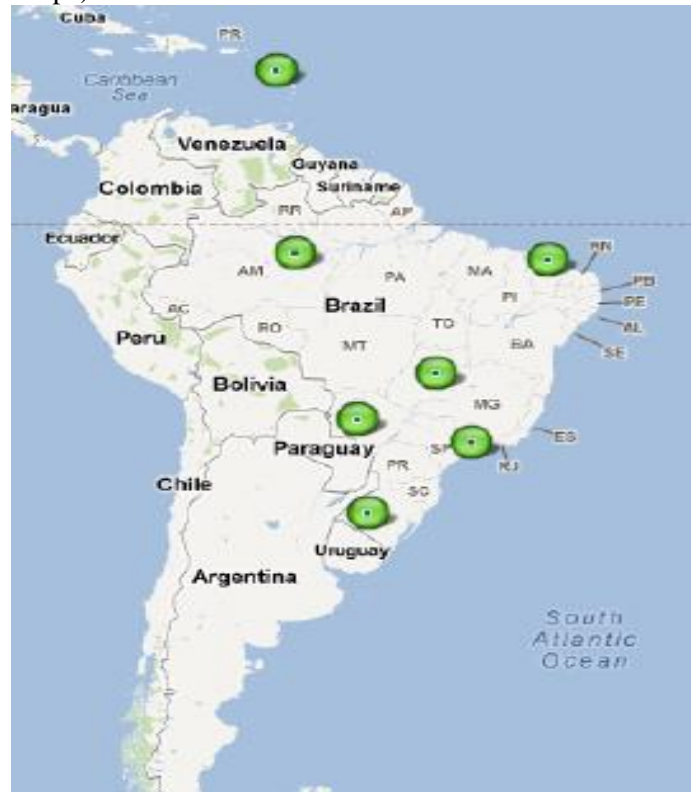 Cuba
PR
Caribbean
Sea
aragua
Venezuela
Guyana
Suriname
Colombia
RR
AP
Ecuador
AM
PA
MA
RN
PB
PI
PE
AC
Brazil
AL
RO
TO
Peru
MT
BA
SE
Bolivia
MG
ES
Paraguay
SP
RJ
PR
Chile
SC
Uruguay
Argentina
South
Atlantic
Ocean